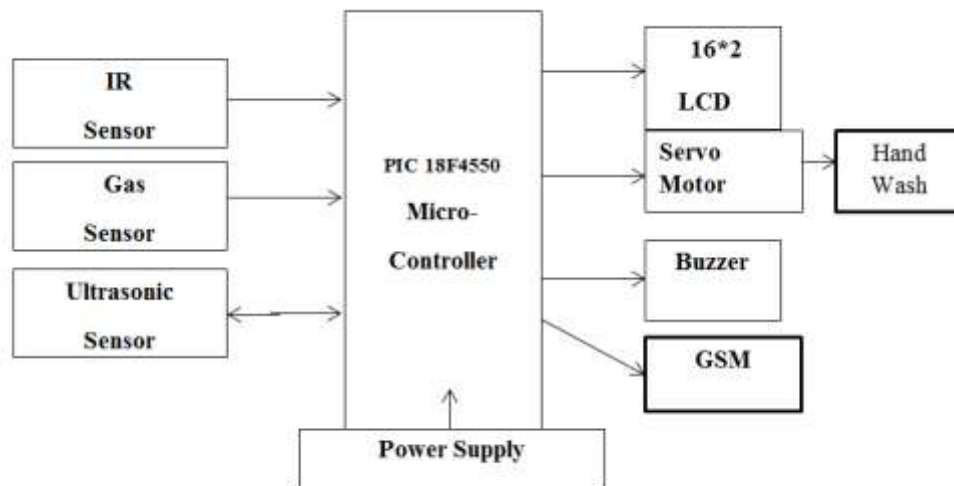 IR
Sensor
Gas
Sensor
Ultrasonic
Sensor
PIC 18F4550
Micro-
Controller
Power Supply
16*2
LCD
Servo
Motor
Hand
Wash
Buzzer
GSM